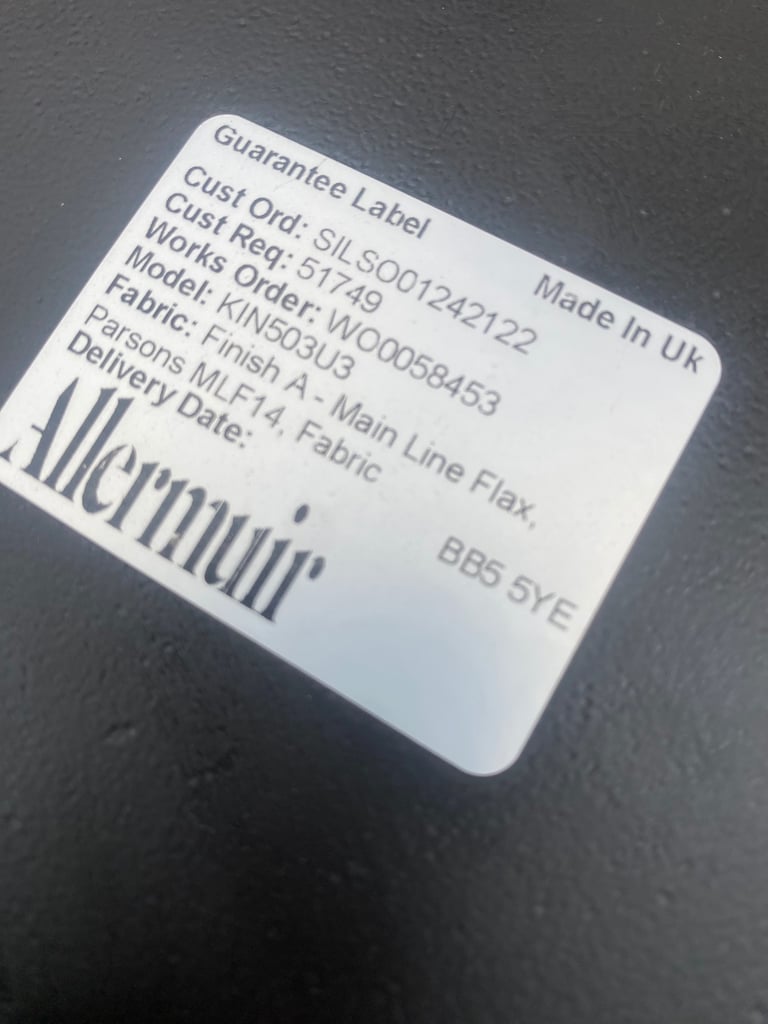 Guarantee Label
Made In UK
Cust Ord: SILSO01242122
Cust Req: 51749
Works Order: WO0058453
Model: KIN503U3
Fabric: Finish A - Main Line Flax,
Parsons MLF14, Fabric
Delivery Date:
BB5 5YE
Allermuir